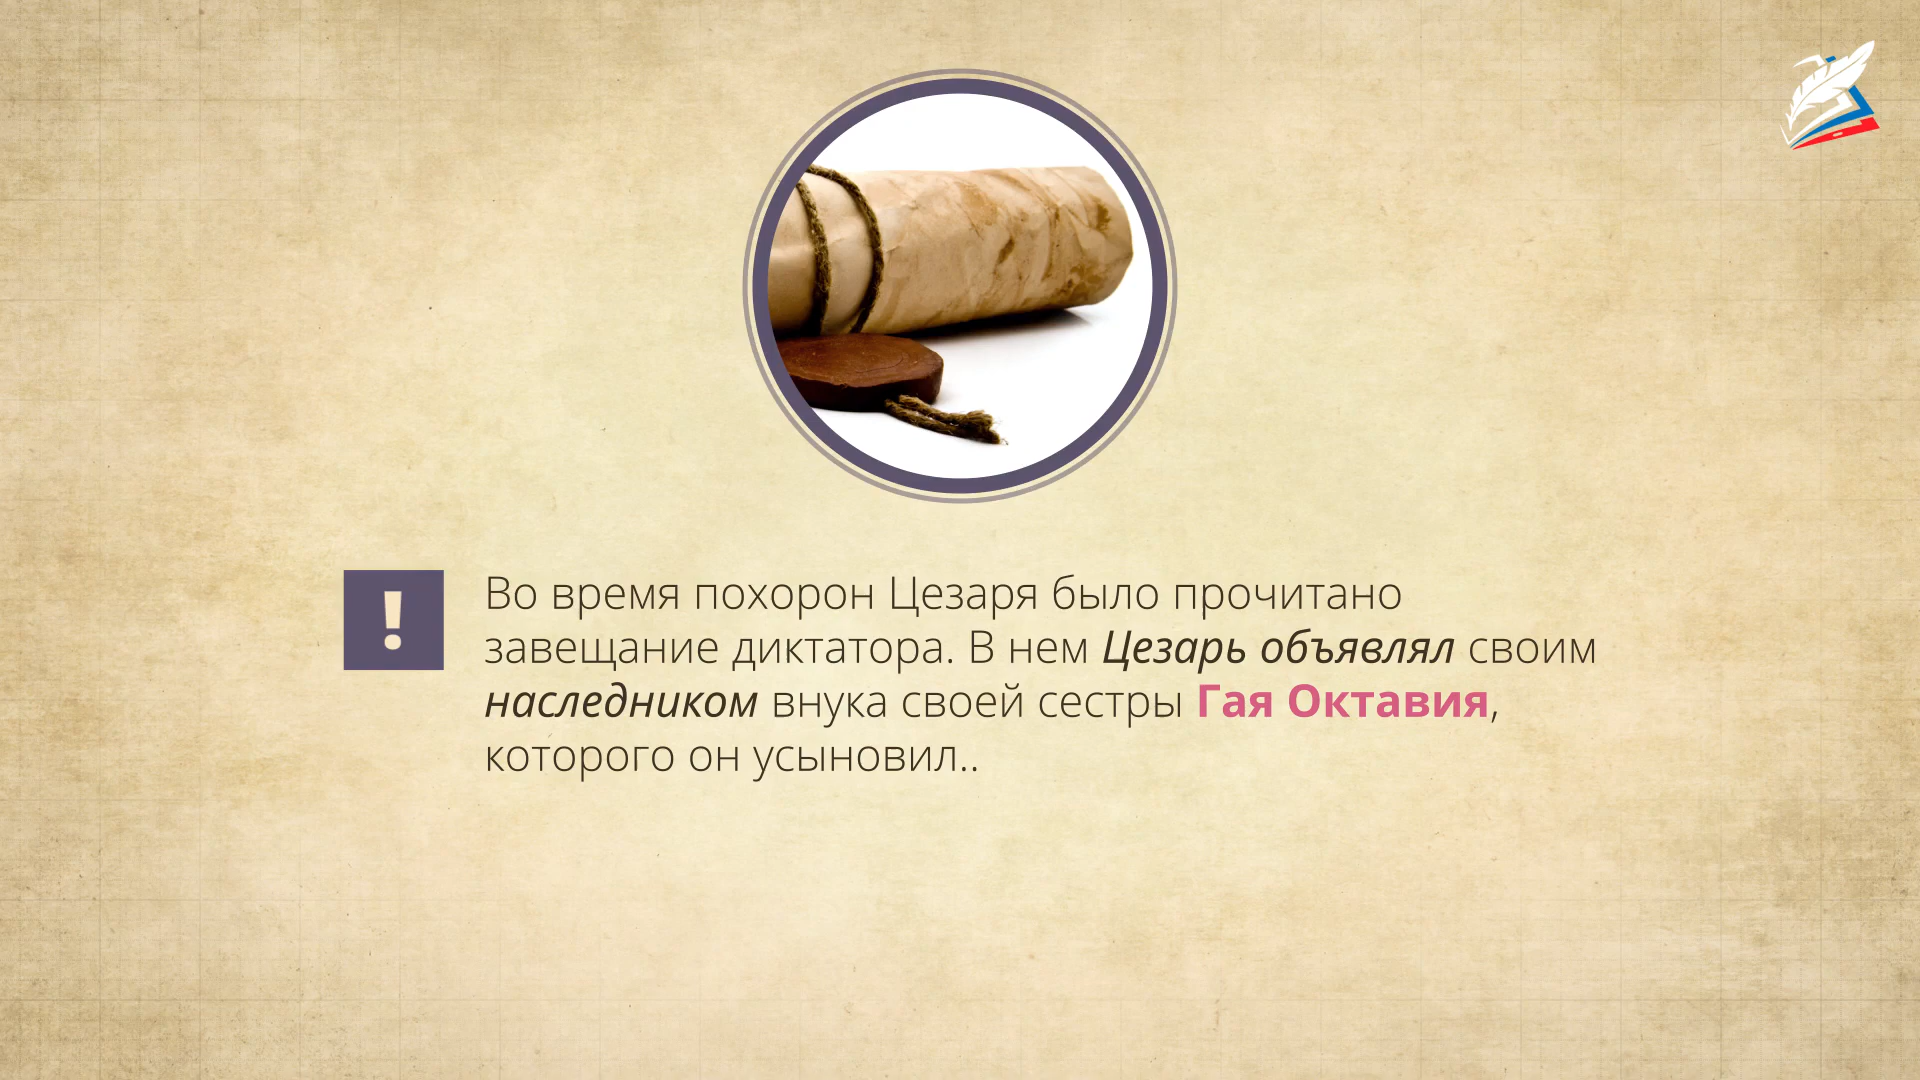 !
Во время похорон Цезаря было прочитано
завещание диктатора. В нем Цезарь объявлял своим
наследником внука своей сестры Гая Октавия,
которого он усыновил..